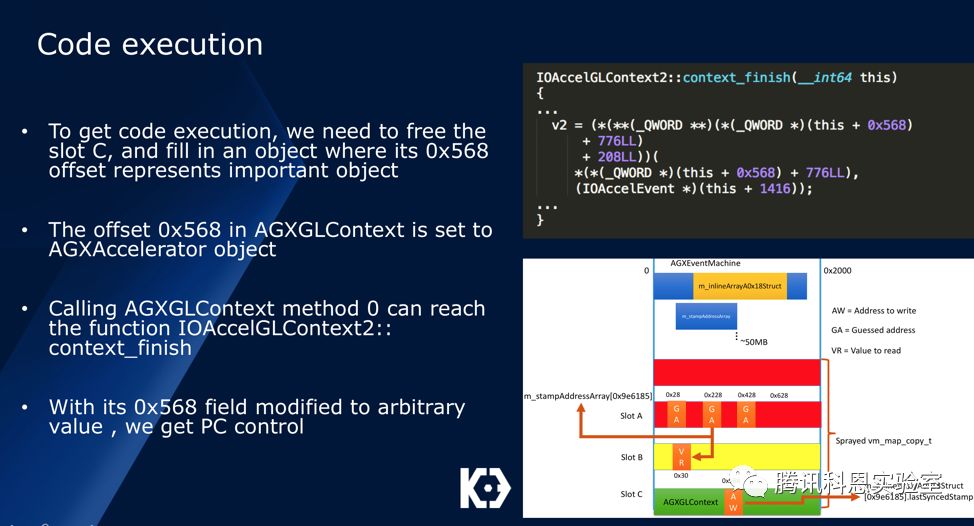 Code execution
• To get code execution, we need to free the
slot C, and fill in an object where its 0x568
offset represents important object
• The offset 0x568 in AGXGLContext is set to
AGXAccelerator object
• Calling AGXGLContext method 0 can reach
the function IOAccelGLContext2::
context_finish
• With its 0x568 field modified to arbitrary
value , we get PC control
IOAccelGLContext2::context_finish(__int64 this)
{
...
v2 = (*(**(_QWORD **)(*(_QWORD *)(this + 0x568)
+ 776LL)
+ 208LL))(
*(*(_QWORD *)(this + 0x568) + 776LL),
(IOAccelEvent *)(this + 1416));
...
}
AGXEventMachine
0
0x2000
m_inlineArrayA0x18Struct
m_stampAddressArray
~50MB
AW = Address to write
GA = Guessed address
VR = Value to read
m_stampAddressArray[0x9e6185]
0x28
0x228
0x428
0x628
Slot A
G
A
G
A
G
A
Sprayed vm_map_copy_t
Slot B
V
R
0x30
Slot C
AGXGLContext
A
W
腾讯科恩实验室
[0x9e6185].lastSyncedStamp